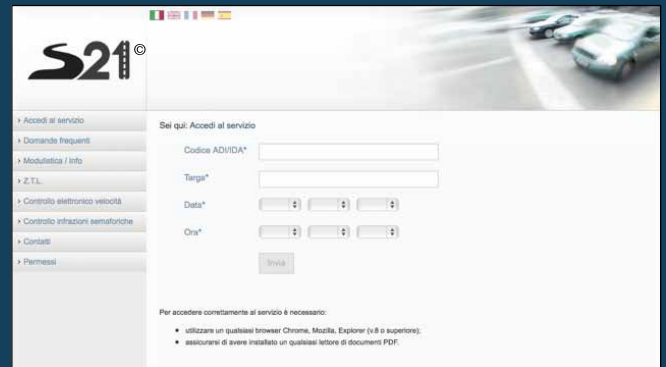 S21©
Accedi al servizio
Domande frequenti
Modulistica / Info
Z.T.L.
Controllo elettronico velocità
Controllo infrazioni semaforiche
Contatti
Permessi
Sei qui: Accedi al servizio
Codice ADI/IDA*
Targa*
Data*
Ora*
Invia
Per accedere correttamente al servizio è necessario:
utilizzare un qualsiasi browser Chrome, Mozilla, Explorer (v.8 o superiore);
assicurarsi di avere installato un qualsiasi lettore di documenti PDF.